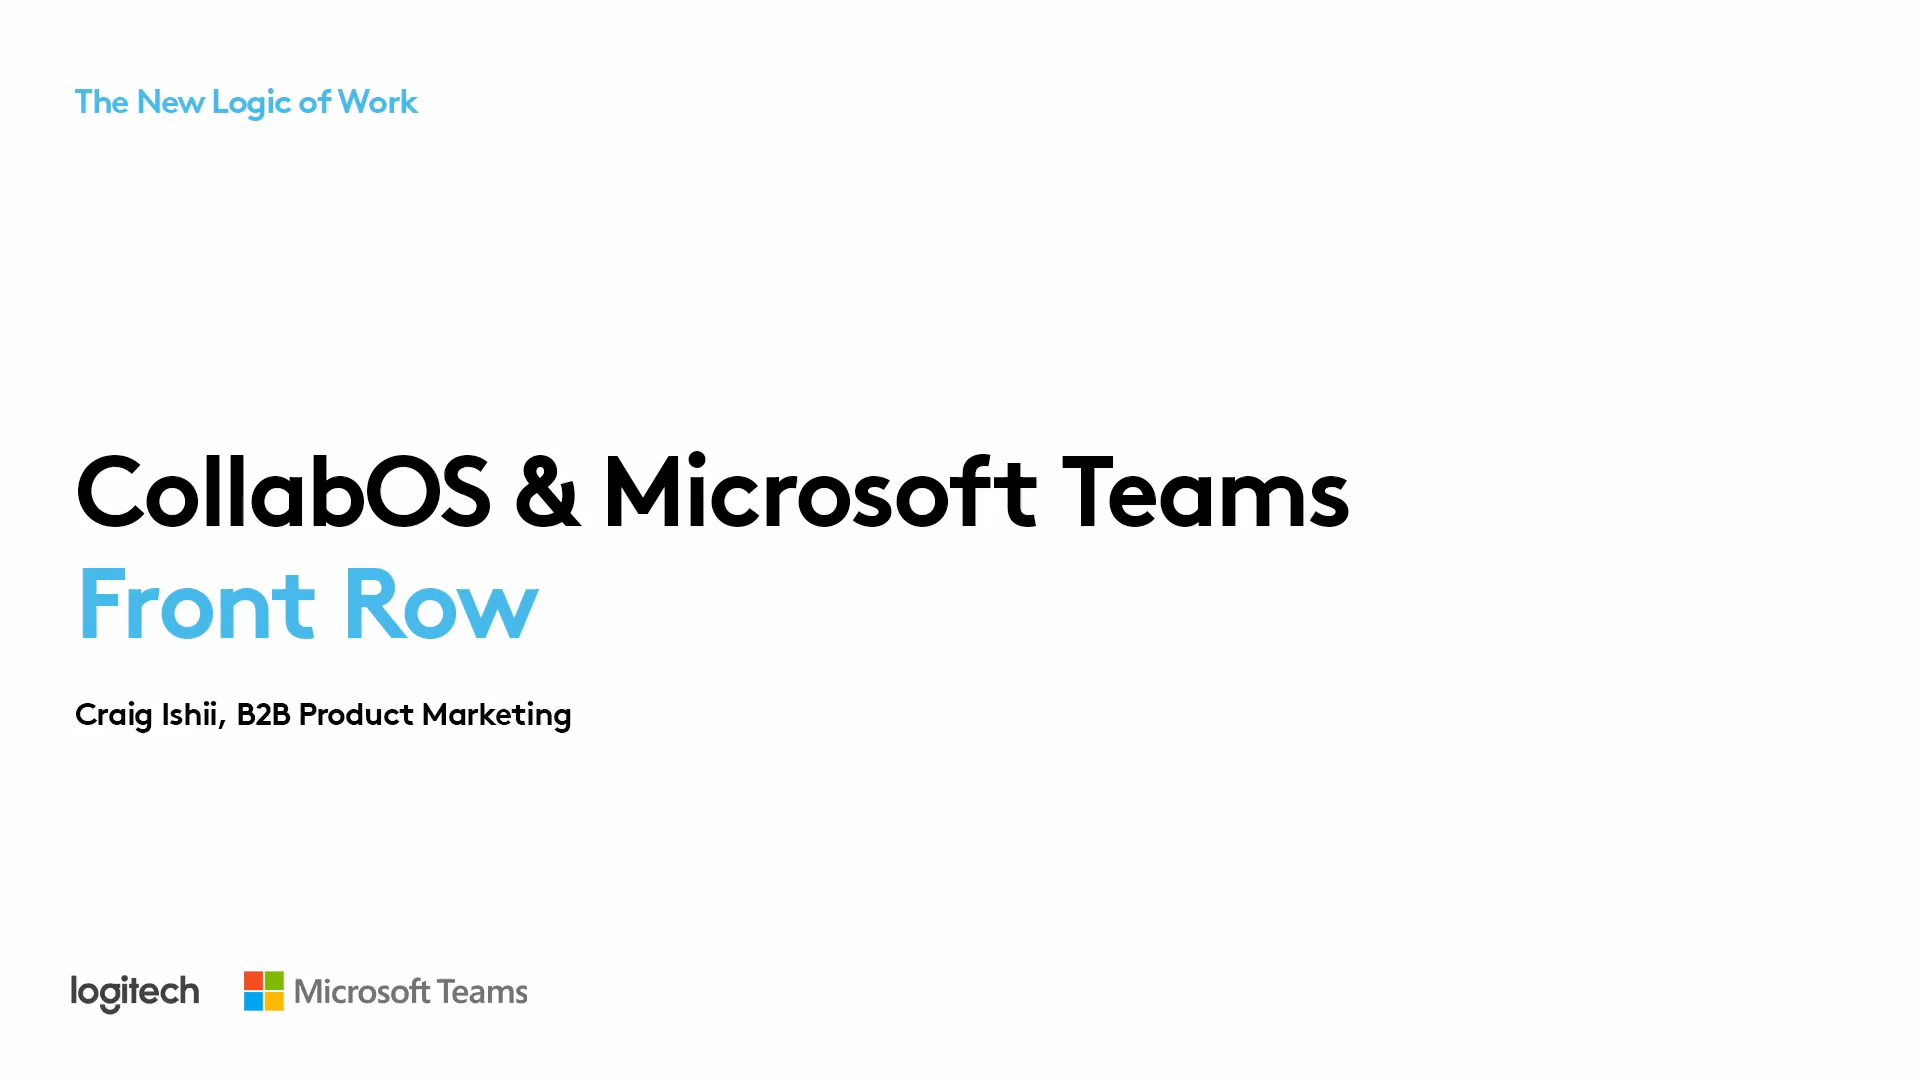 The New Logic of Work
CollabOS & Microsoft Teams
Front Row
Craig Ishii, B2B Product Marketing
logitech
Microsoft Teams